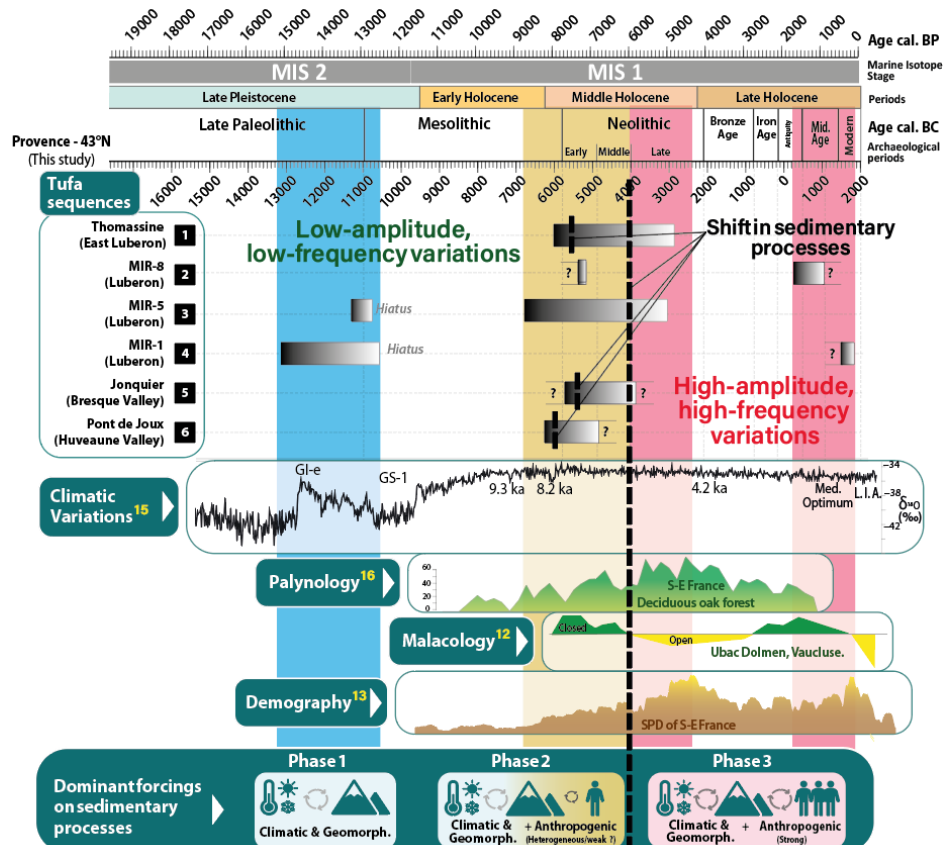 19000 18000 17000 16000 15000 14000 13000 12000 11000 10000 9000 8000 7000 6000 5000 4000 3000 2000 1000 0
Age cal. BP
MIS 2 MIS 1
Marine Isotope
Stage
Late Pleistocene Early Holocene Middle Holocene Late Holocene
Periods
Late Paleolithic Mesolithic Neolithic
Early Middle Late
Bronze
Age
Iron
Age
Antiquity
Mid.
Age
Modern
Age cal. BC
Archaeological
periods
Provence - 43°N
(This study)
16000 15000 14000 13000 12000 11000 10000 9000 8000 7000 6000 5000 4000 3000 2000 1000 0 1000 2000
Tufa
sequences
Thomassine
(East Luberon)
1
MIR-8
(Luberon)
2
MIR-5
(Luberon)
3
MIR-1
(Luberon)
4
Jonquier
(Bresque Valley)
5
Pont de Joux
(Huveaune Valley)
6
Low-amplitude,
low-frequency variations
Shift in sedimentary
processes
? ?
Hiatus
Hiatus ?
? ?
?
High-amplitude,
high-frequency
variations
Climatic
Variations15
GI-e
GS-1
9.3 ka 8.2 ka 4.2 ka
Med.
Optimum
L.I.A.
-34
-38
-42
δ18O
(‰)
Palynology16
60
40
20
0
S-E France
Deciduous oak forest
Malacology12
Closed
Open
Ubac Dolmen, Vaucluse.
Demography13
SPD of S-E France
Dominant forcings
on sedimentary
processes
Phase 1
Climatic & Geomorph.
Phase 2
Climatic &
Geomorph.
+ Anthropogenic
(Heterogeneous/weak ?)
Phase 3
Climatic &
Geomorph.
+ Anthropogenic
(Strong)